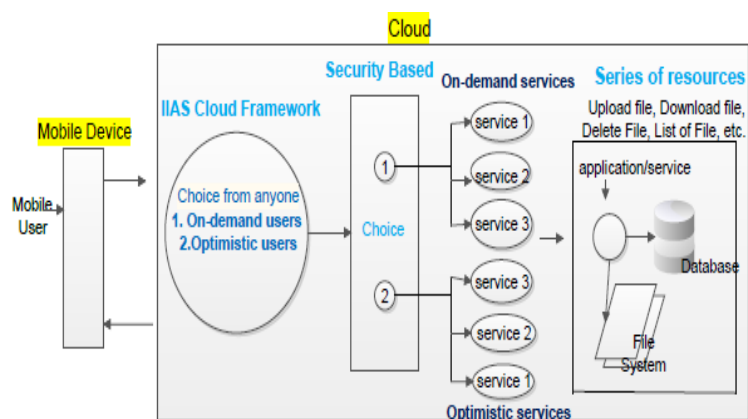 Cloud
Security Based
On-demand services
Series of resources
IIAS Cloud Framework
Upload file, Download file,
Delete File, List of File, etc.
Mobile Device
service 1
application/service
1
service 2
Choice from anyone
1. On-demand users
2.Optimistic users
Mobile
User
Choice
service 3
Database
service 3
2
service 2
File
System
service 1
Optimistic services